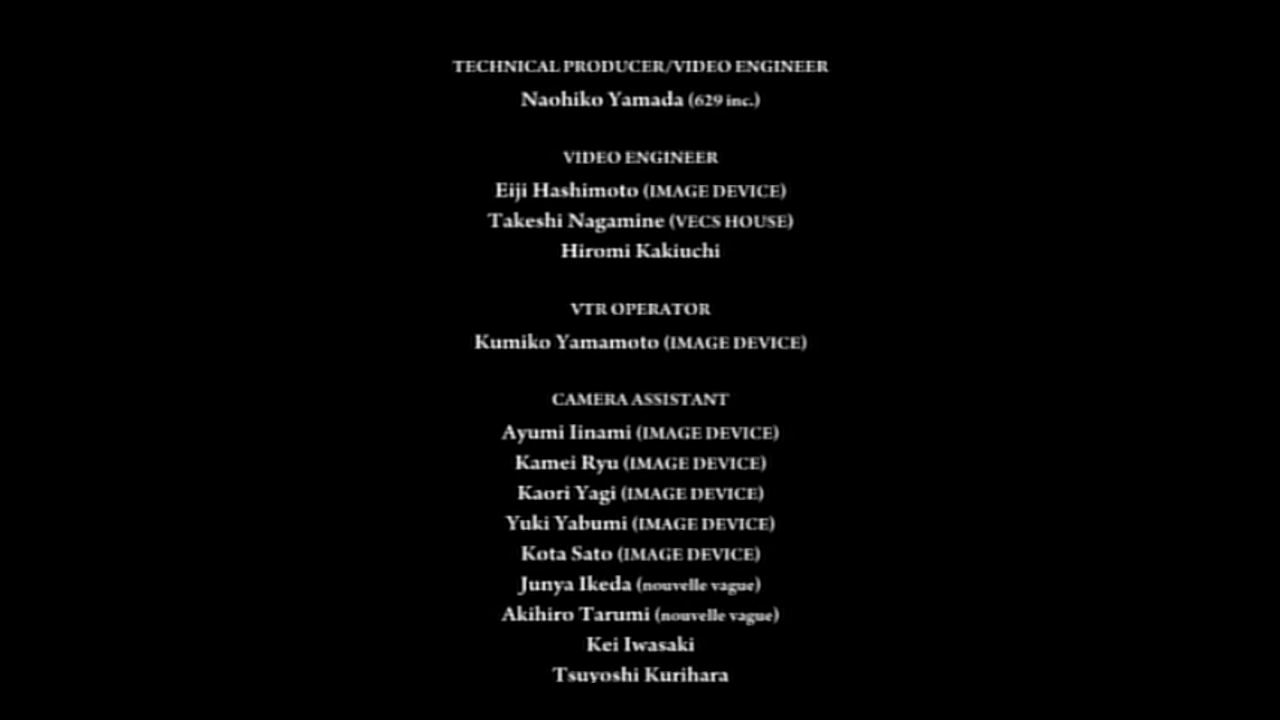 TECHNICAL PRODUCER/VIDEO ENGINEER
Naohiko Yamada (629 inc.)
VIDEO ENGINEER
Eiji Hashimoto (IMAGE DEVICE)
Takeshi Nagamine (VECS HOUSE)
Hiromi Kakiuchi
VTR OPERATOR
Kumiko Yamamoto (IMAGE DEVICE)
CAMERA ASSISTANT
Ayumi Iinami (IMAGE DEVICE)
Kamei Ryu (IMAGE DEVICE)
Kaori Yagi (IMAGE DEVICE)
Yuki Yabumi (IMAGE DEVICE)
Kota Sato (IMAGE DEVICE)
Junya Ikeda (nouvelle vague)
Akihiro Tarumi (nouvelle vague)
Kei Iwasaki
Tsuyoshi Kurihara